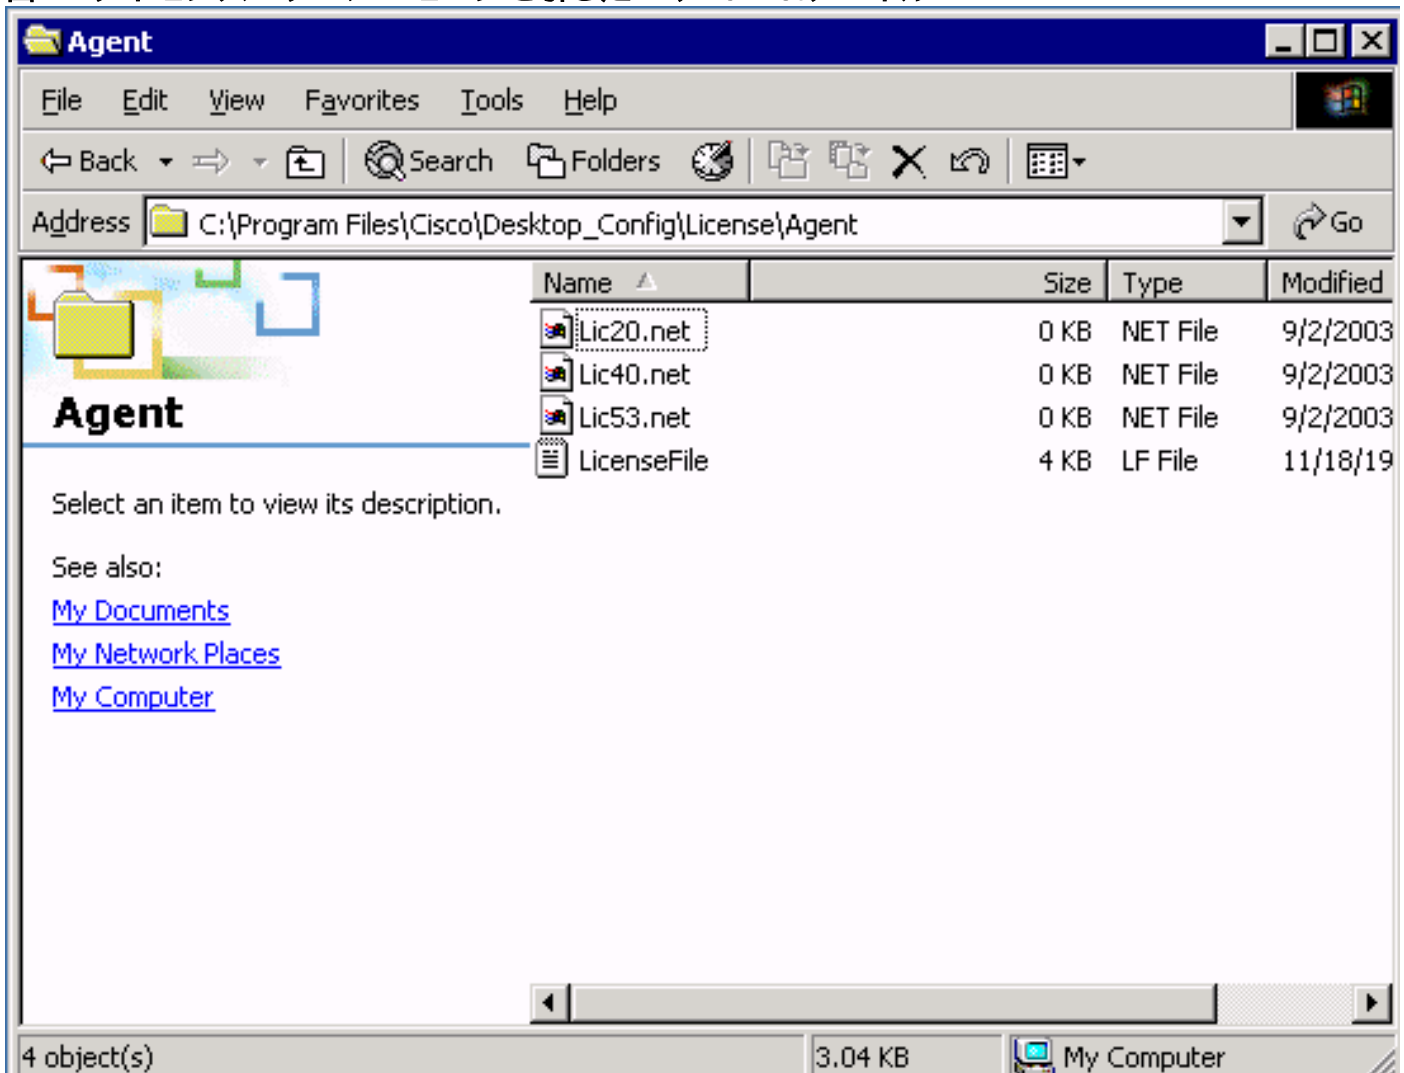 Agent
File Edit View Favorites Tools Help
Back Search Folders
Address C:\Program Files\Cisco\Desktop_Config\License\Agent Go
Name Size Type Modified
Lic20.net 0 KB NET File 9/2/2003
Lic40.net 0 KB NET File 9/2/2003
Lic53.net 0 KB NET File 9/2/2003
LicenseFile 4 KB LF File 11/18/19
Agent
Select an item to view its description.
See also:
My Documents
My Network Places
My Computer
4 object(s) 3.04 KB My Computer